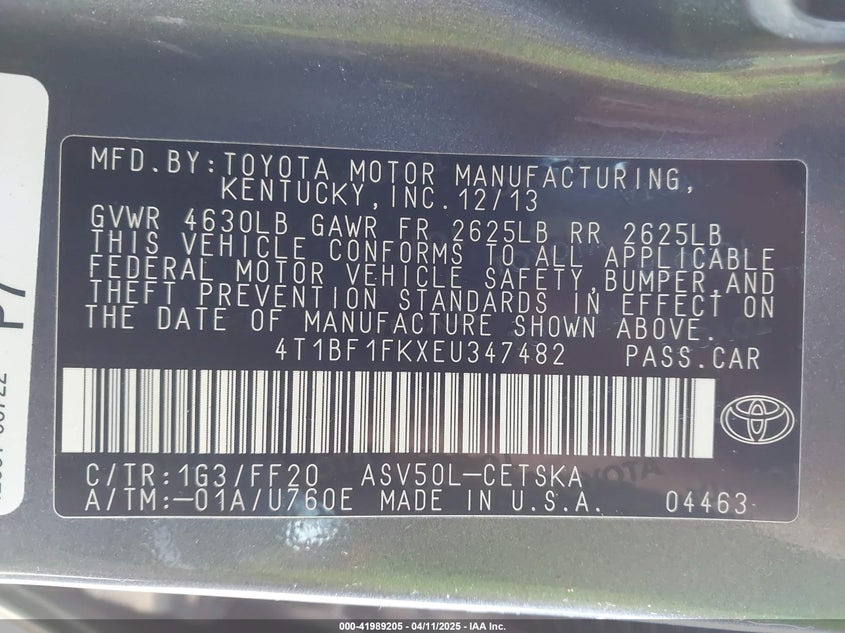 MFD.BY:TOYOTA MOTOR MANUFACTURING,
KENTUCKY,INC.12/13
GVWR 4630LB GAWR FR 2625LB RR 2625LB
THIS VEHICLE CONFORMS TO ALL APPLICABLE
FEDERAL MOTOR VEHICLE SAFETY,BUMPER,AND
THEFT PREVENTION STANDARDS IN EFFECT ON
THE DATE OF MANUFACTURE SHOWN ABOVE.
4T1BF1FKXEU347482 PASS.CAR
C/TR:1G3/FF20 ASV50L-CETSKA
A/TM:-01A/U760E MADE IN U.S.A. 04463
P7
000-41989205 - 04/11/2025 - IAA Inc.